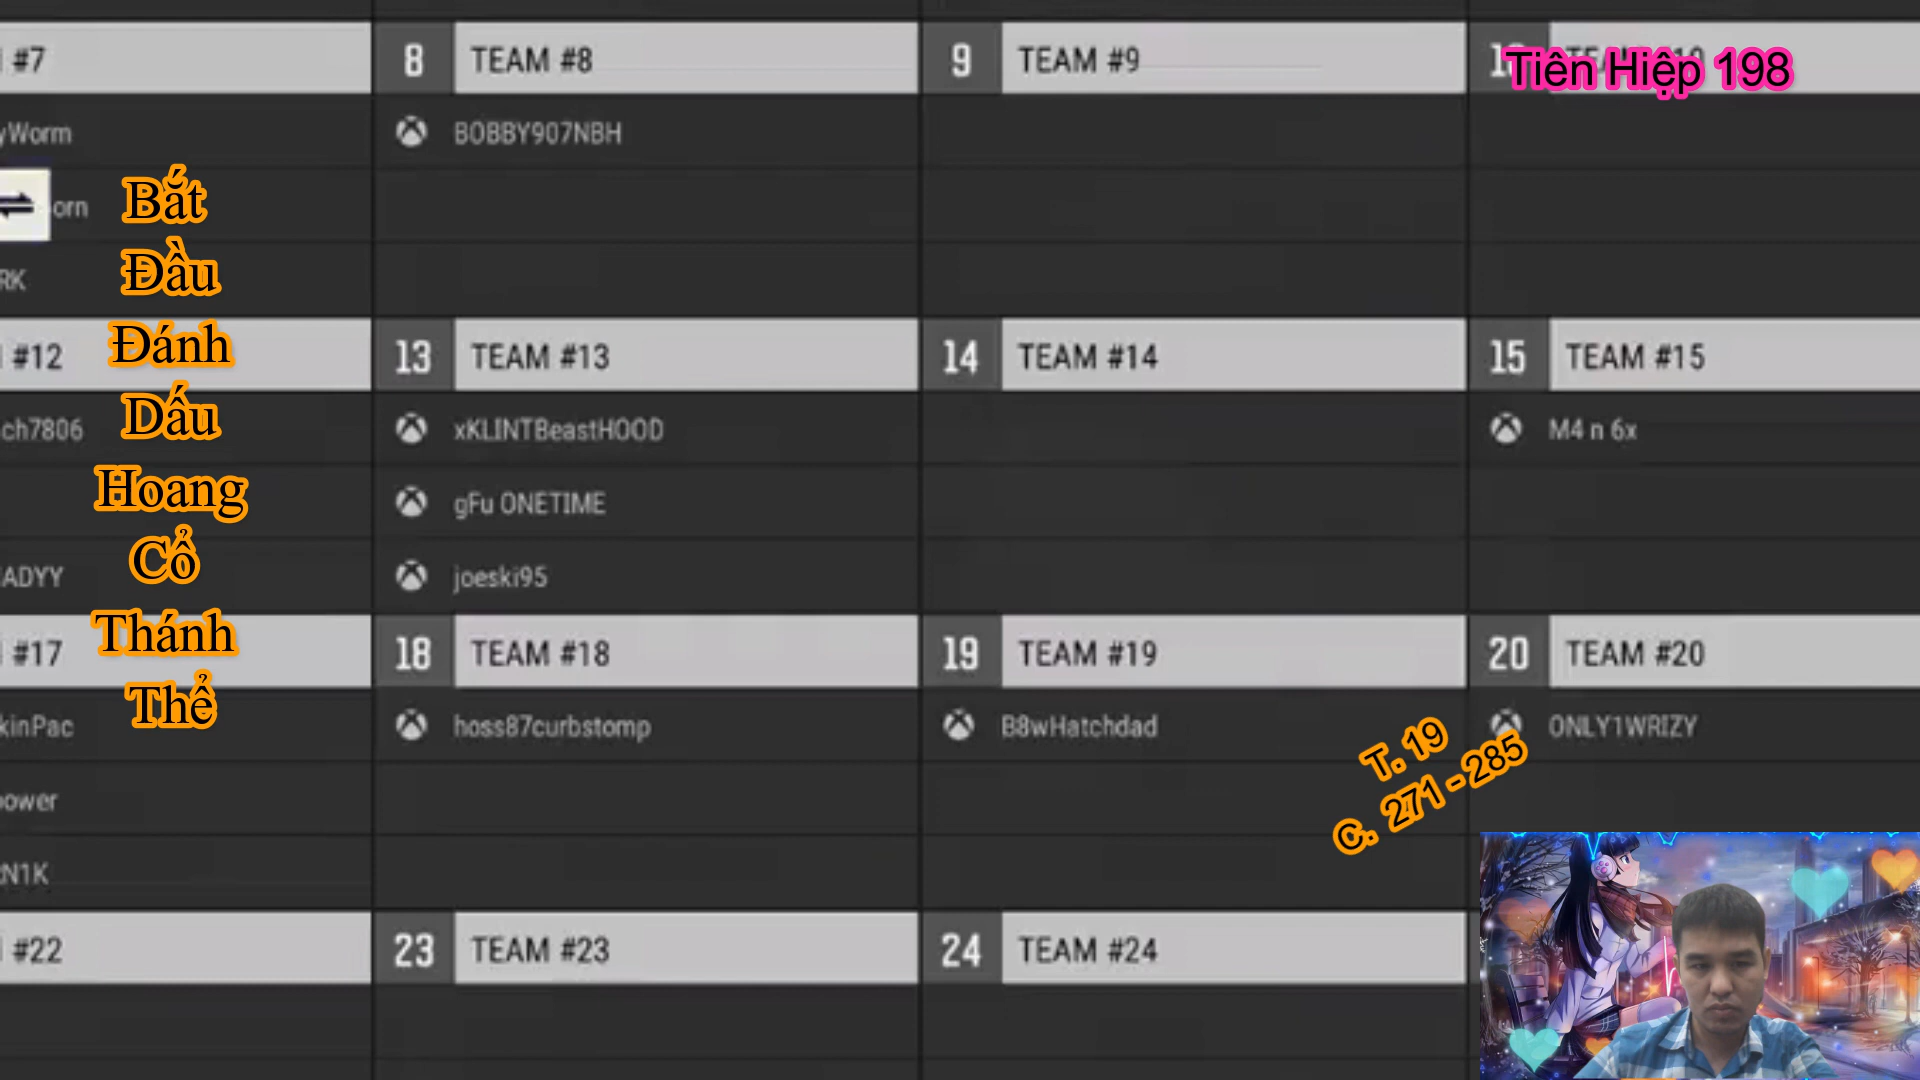 #7
8 TEAM #8
9 TEAM #9
Tiên Hiệp 198
yWorm
BOBBY907NBH
orn
RK
Bắt
Đầu
Đánh
Dấu
Hoang
Cổ
Thánh
Thể
#12
13 TEAM #13
14 TEAM #14
15 TEAM #15
ch7806
xKLINTBeastHOOD
M4 n 6x
gFu ONETIME
ADYY
joeski95
#17
18 TEAM #18
19 TEAM #19
20 TEAM #20
kinPac
hoss87curbstomp
B8wHatchdad
ONLY1WRIZY
T. 19
C. 271 - 285
power
N1K
#22
23 TEAM #23
24 TEAM #24